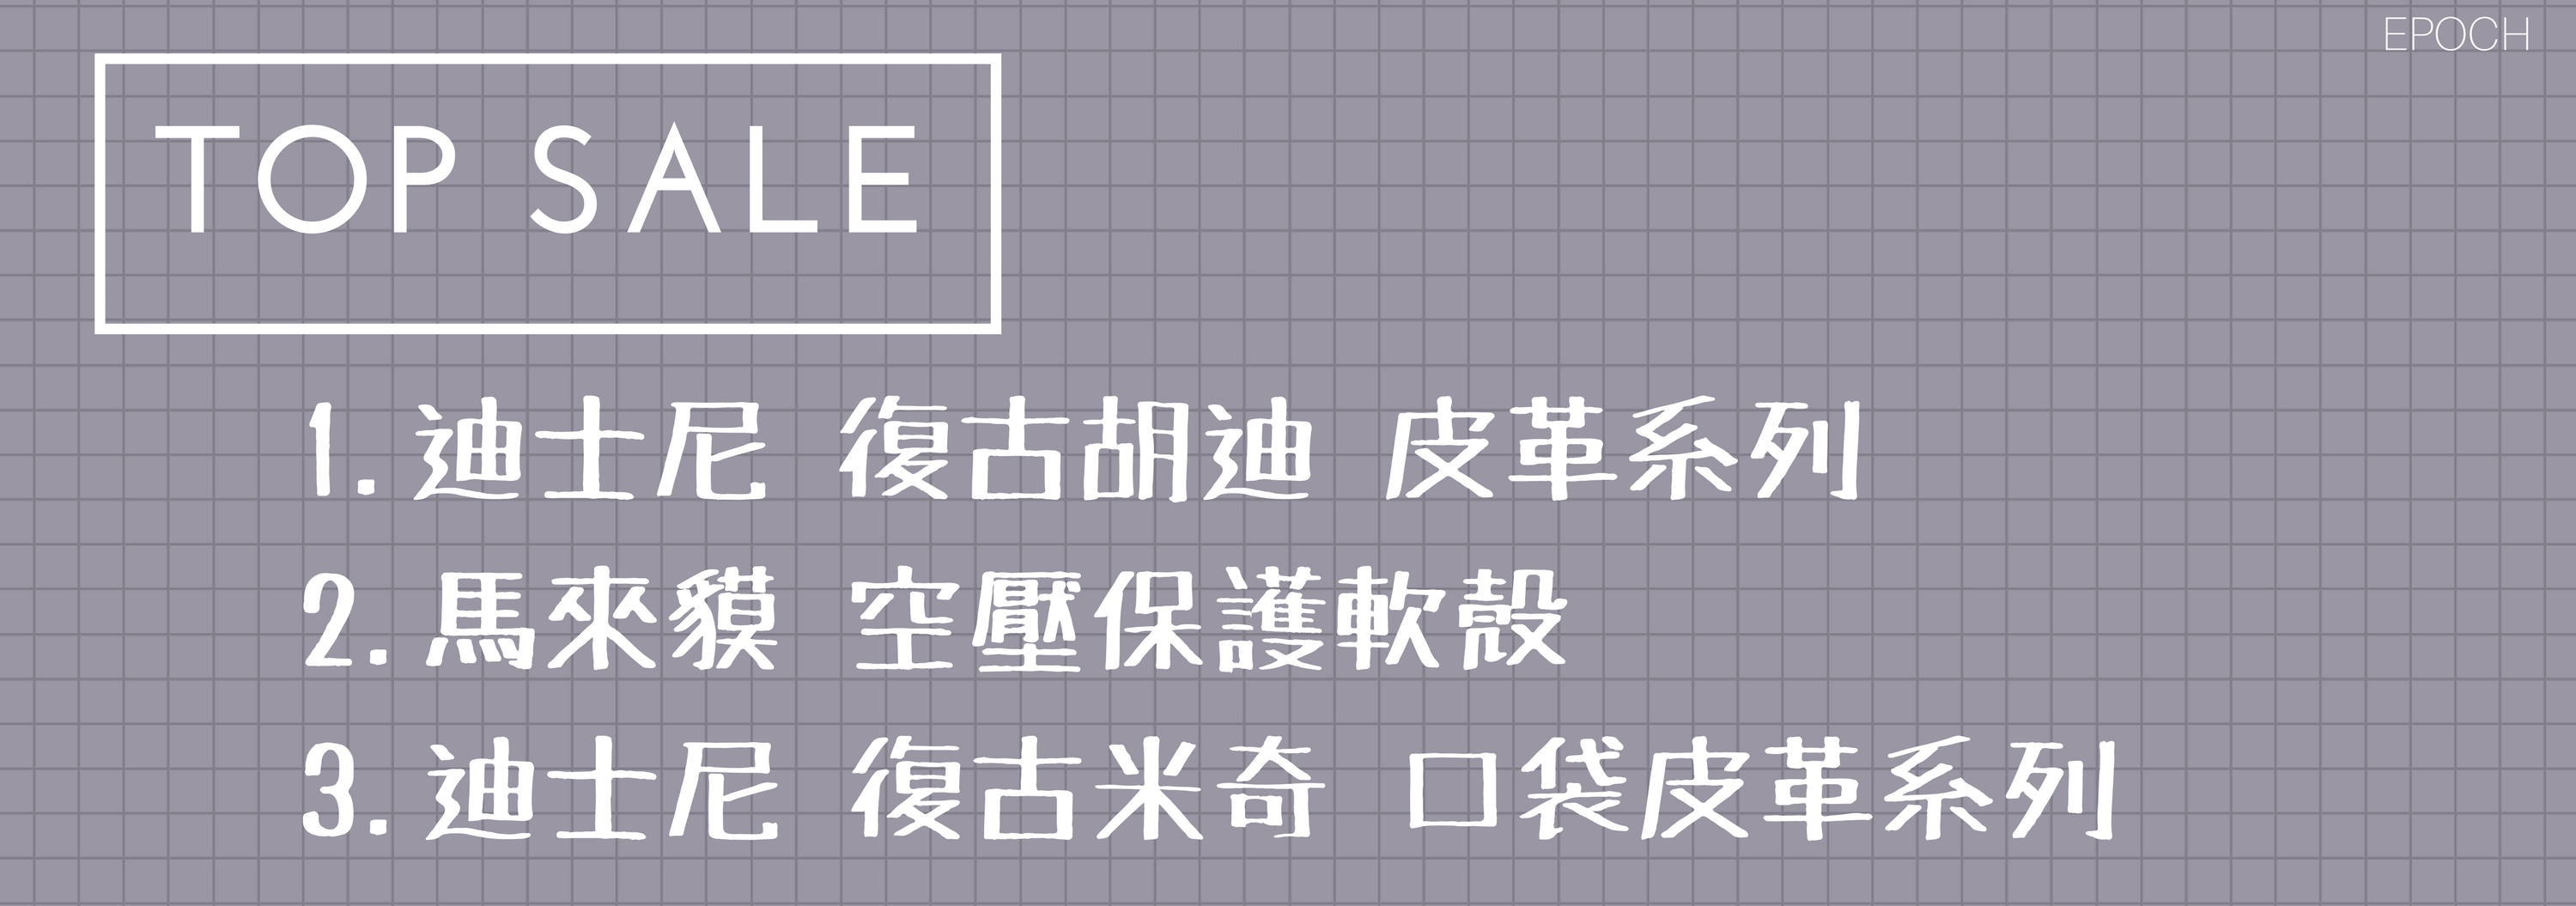 EPOCH
TOP SALE
1. 迪士尼 復古胡迪 皮革系列
2. 馬來貘 空壓保護軟殼
3. 迪士尼 復古米奇 口袋皮革系列